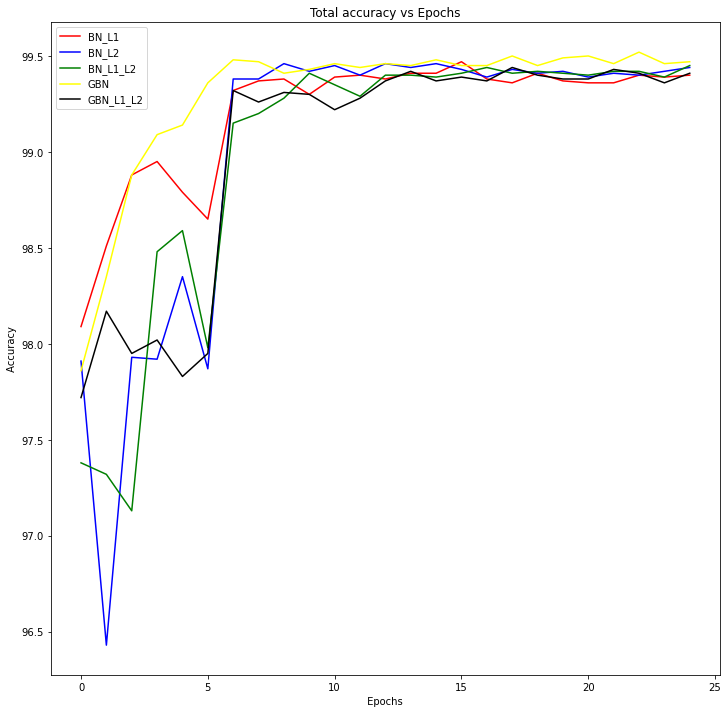 Total accuracy vs Epochs
BN_L1
BN_L2
BN_L1_L2
GBN
GBN_L1_L2
99.5
99.0
98.5
98.0
97.5
97.0
96.5
Accuracy
0 5 10 15 20 25
Epochs